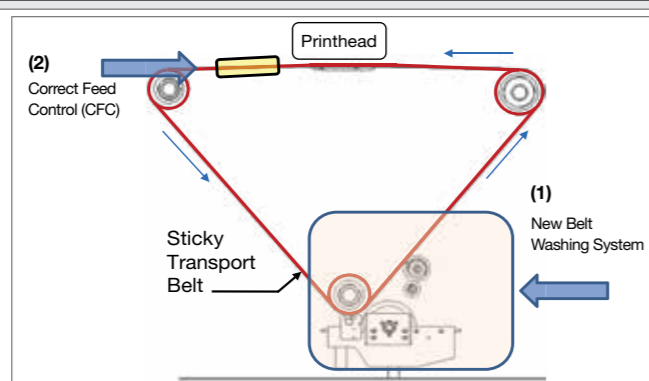 Printhead
(2)
Correct Feed
Control (CFC)
(1)
New Belt
Washing System
Sticky
Transport
Belt